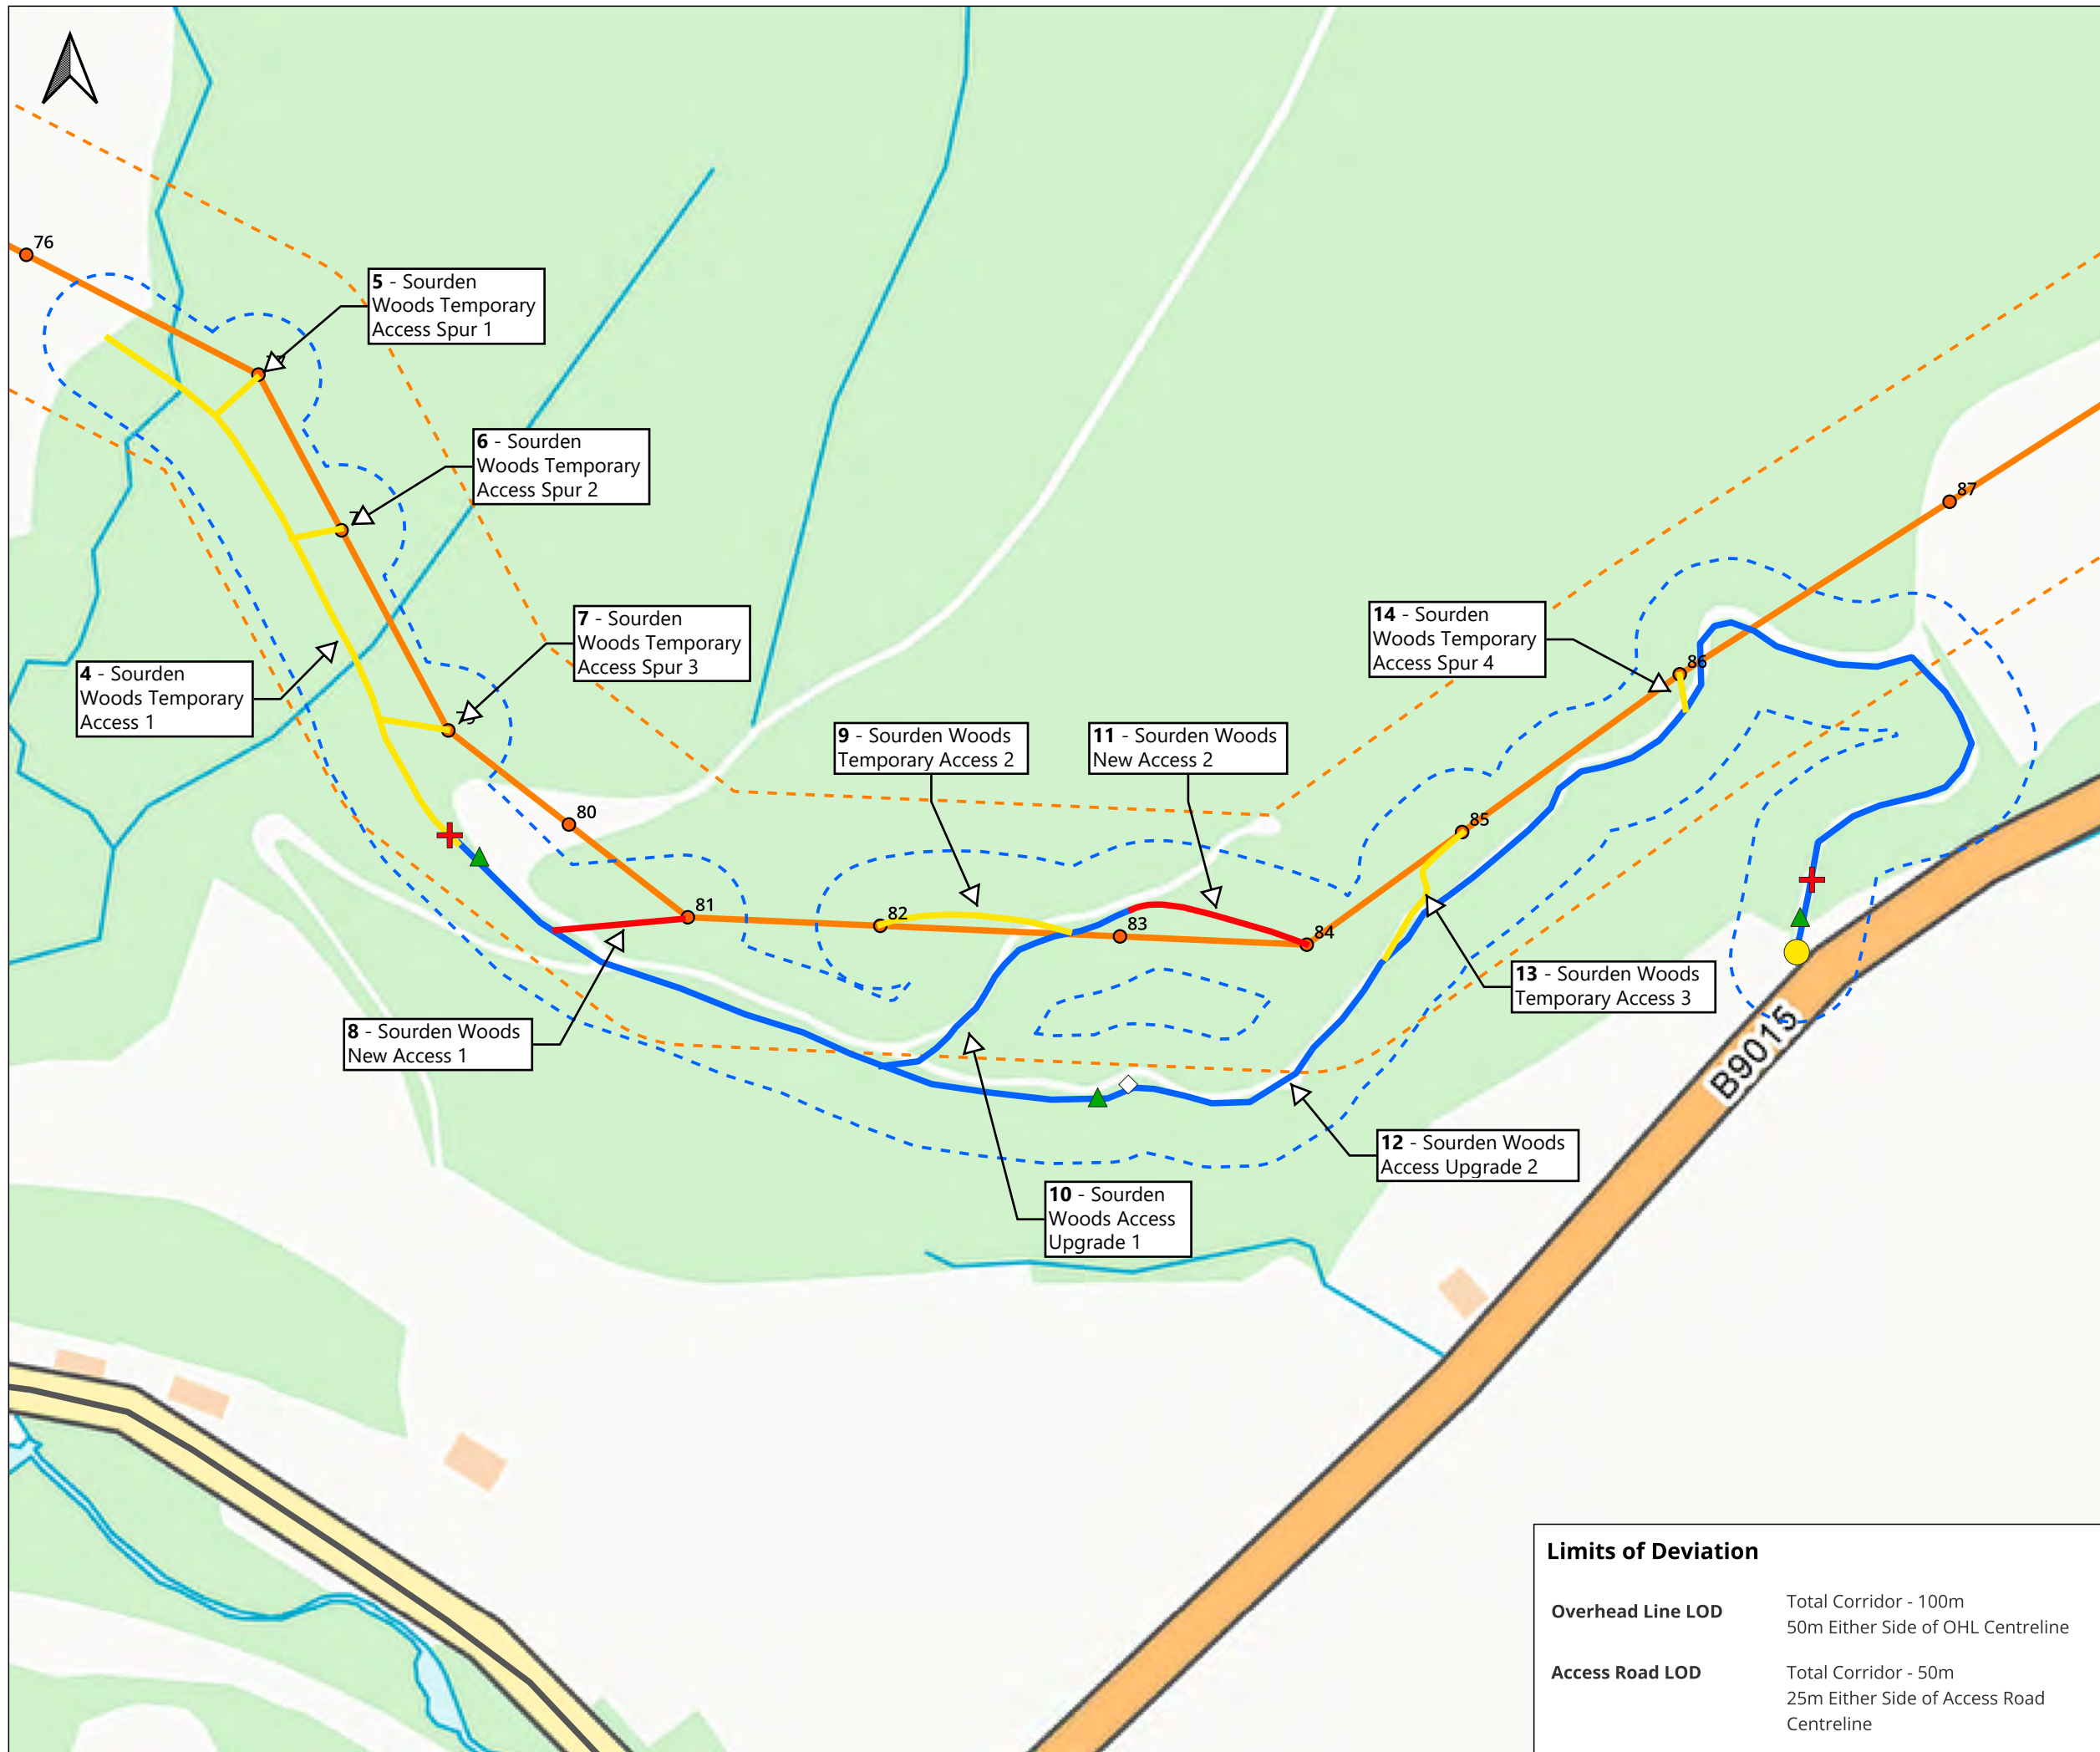 76
5 - Sourden
Woods Temporary
Access Spur 1
6 - Sourden
Woods Temporary
Access Spur 2
87
7 - Sourden
Woods Temporary
Access Spur 3
14 - Sourden
Woods Temporary
Access Spur 4
86
4 - Sourden
Woods Temporary
Access 1
9 - Sourden Woods
Temporary Access 2
11 - Sourden Woods
New Access 2
80
85
81
82
83
84
13 - Sourden Woods
Temporary Access 3
8 - Sourden Woods
New Access 1
B9015
12 - Sourden Woods
Access Upgrade 2
10 - Sourden
Woods Access
Upgrade 1
Limits of Deviation
Overhead Line LOD
Total Corridor - 100m
50m Either Side of OHL Centreline
Access Road LOD
Total Corridor - 50m
25m Either Side of Access Road
Centreline